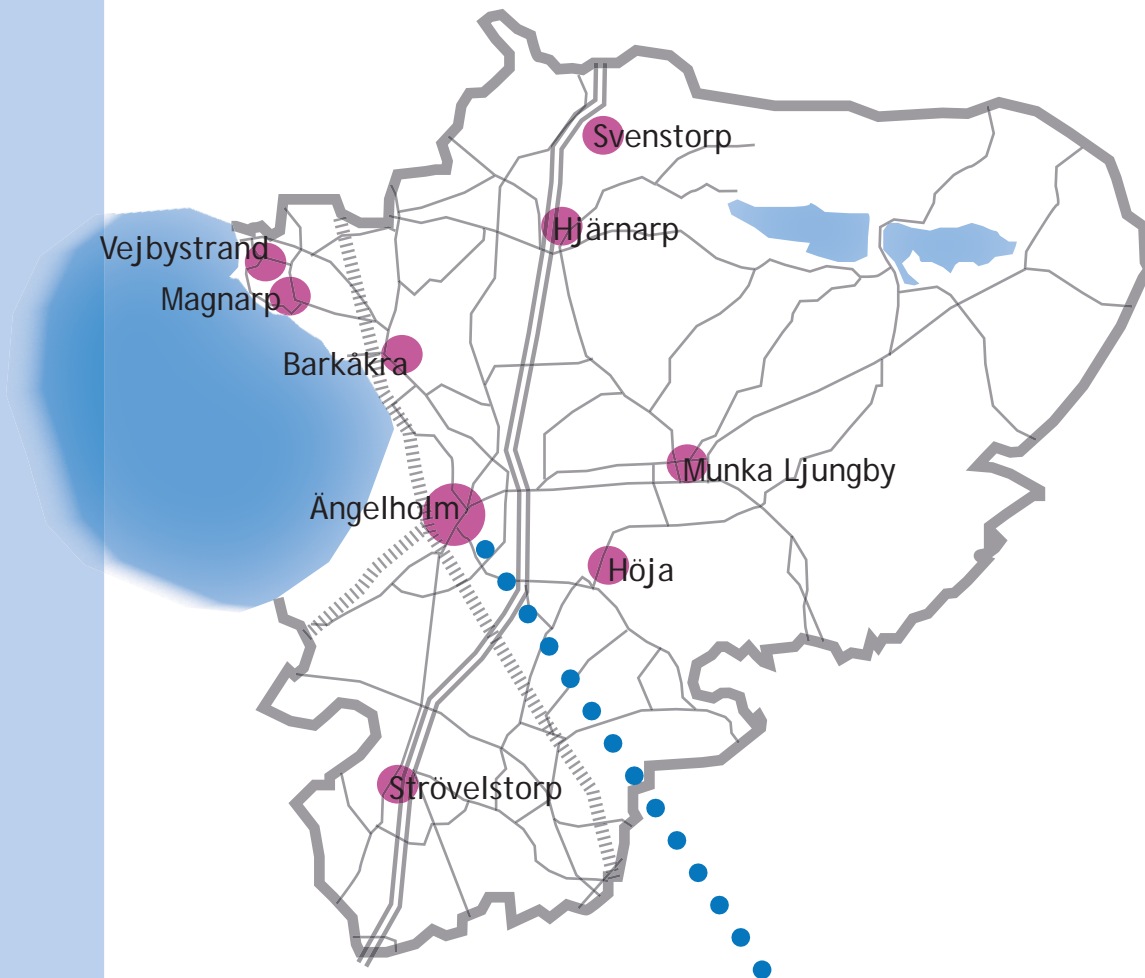 Svenstorp
Hjärnarp
Vejbystrand
Magnarp
Barkåkra
Munka Ljungby
Ängelholm
Höja
Strövelstorp